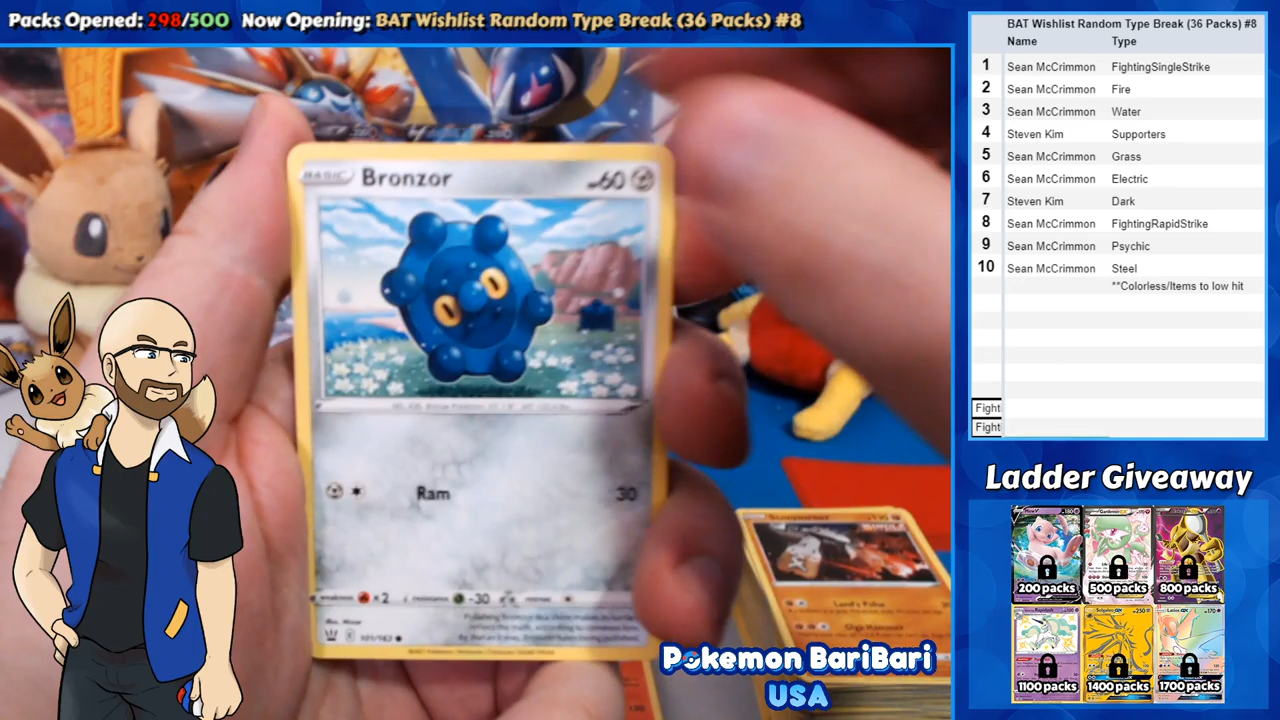 Packs Opened: 298/500 Now Opening: BAT Wishlist Random Type Break (36 Packs) #8
BASIC Bronzor 60
Ram 30
×2 -30
101/163
BAT Wishlist Random Type Break (36 Packs) #8
Name Type
1 Sean McCrimmon FightingSingleStrike
2 Sean McCrimmon Fire
3 Sean McCrimmon Water
4 Steven Kim Supporters
5 Sean McCrimmon Grass
6 Sean McCrimmon Electric
7 Steven Kim Dark
8 Sean McCrimmon FightingRapidStrike
9 Sean McCrimmon Psychic
10 Sean McCrimmon Steel
**Colorless/Items to low hit
Fight
Fight
Ladder Giveaway
200 packs 500 packs 800 packs
1100 packs 1400 packs 1700 packs
Pokemon BariBari
USA